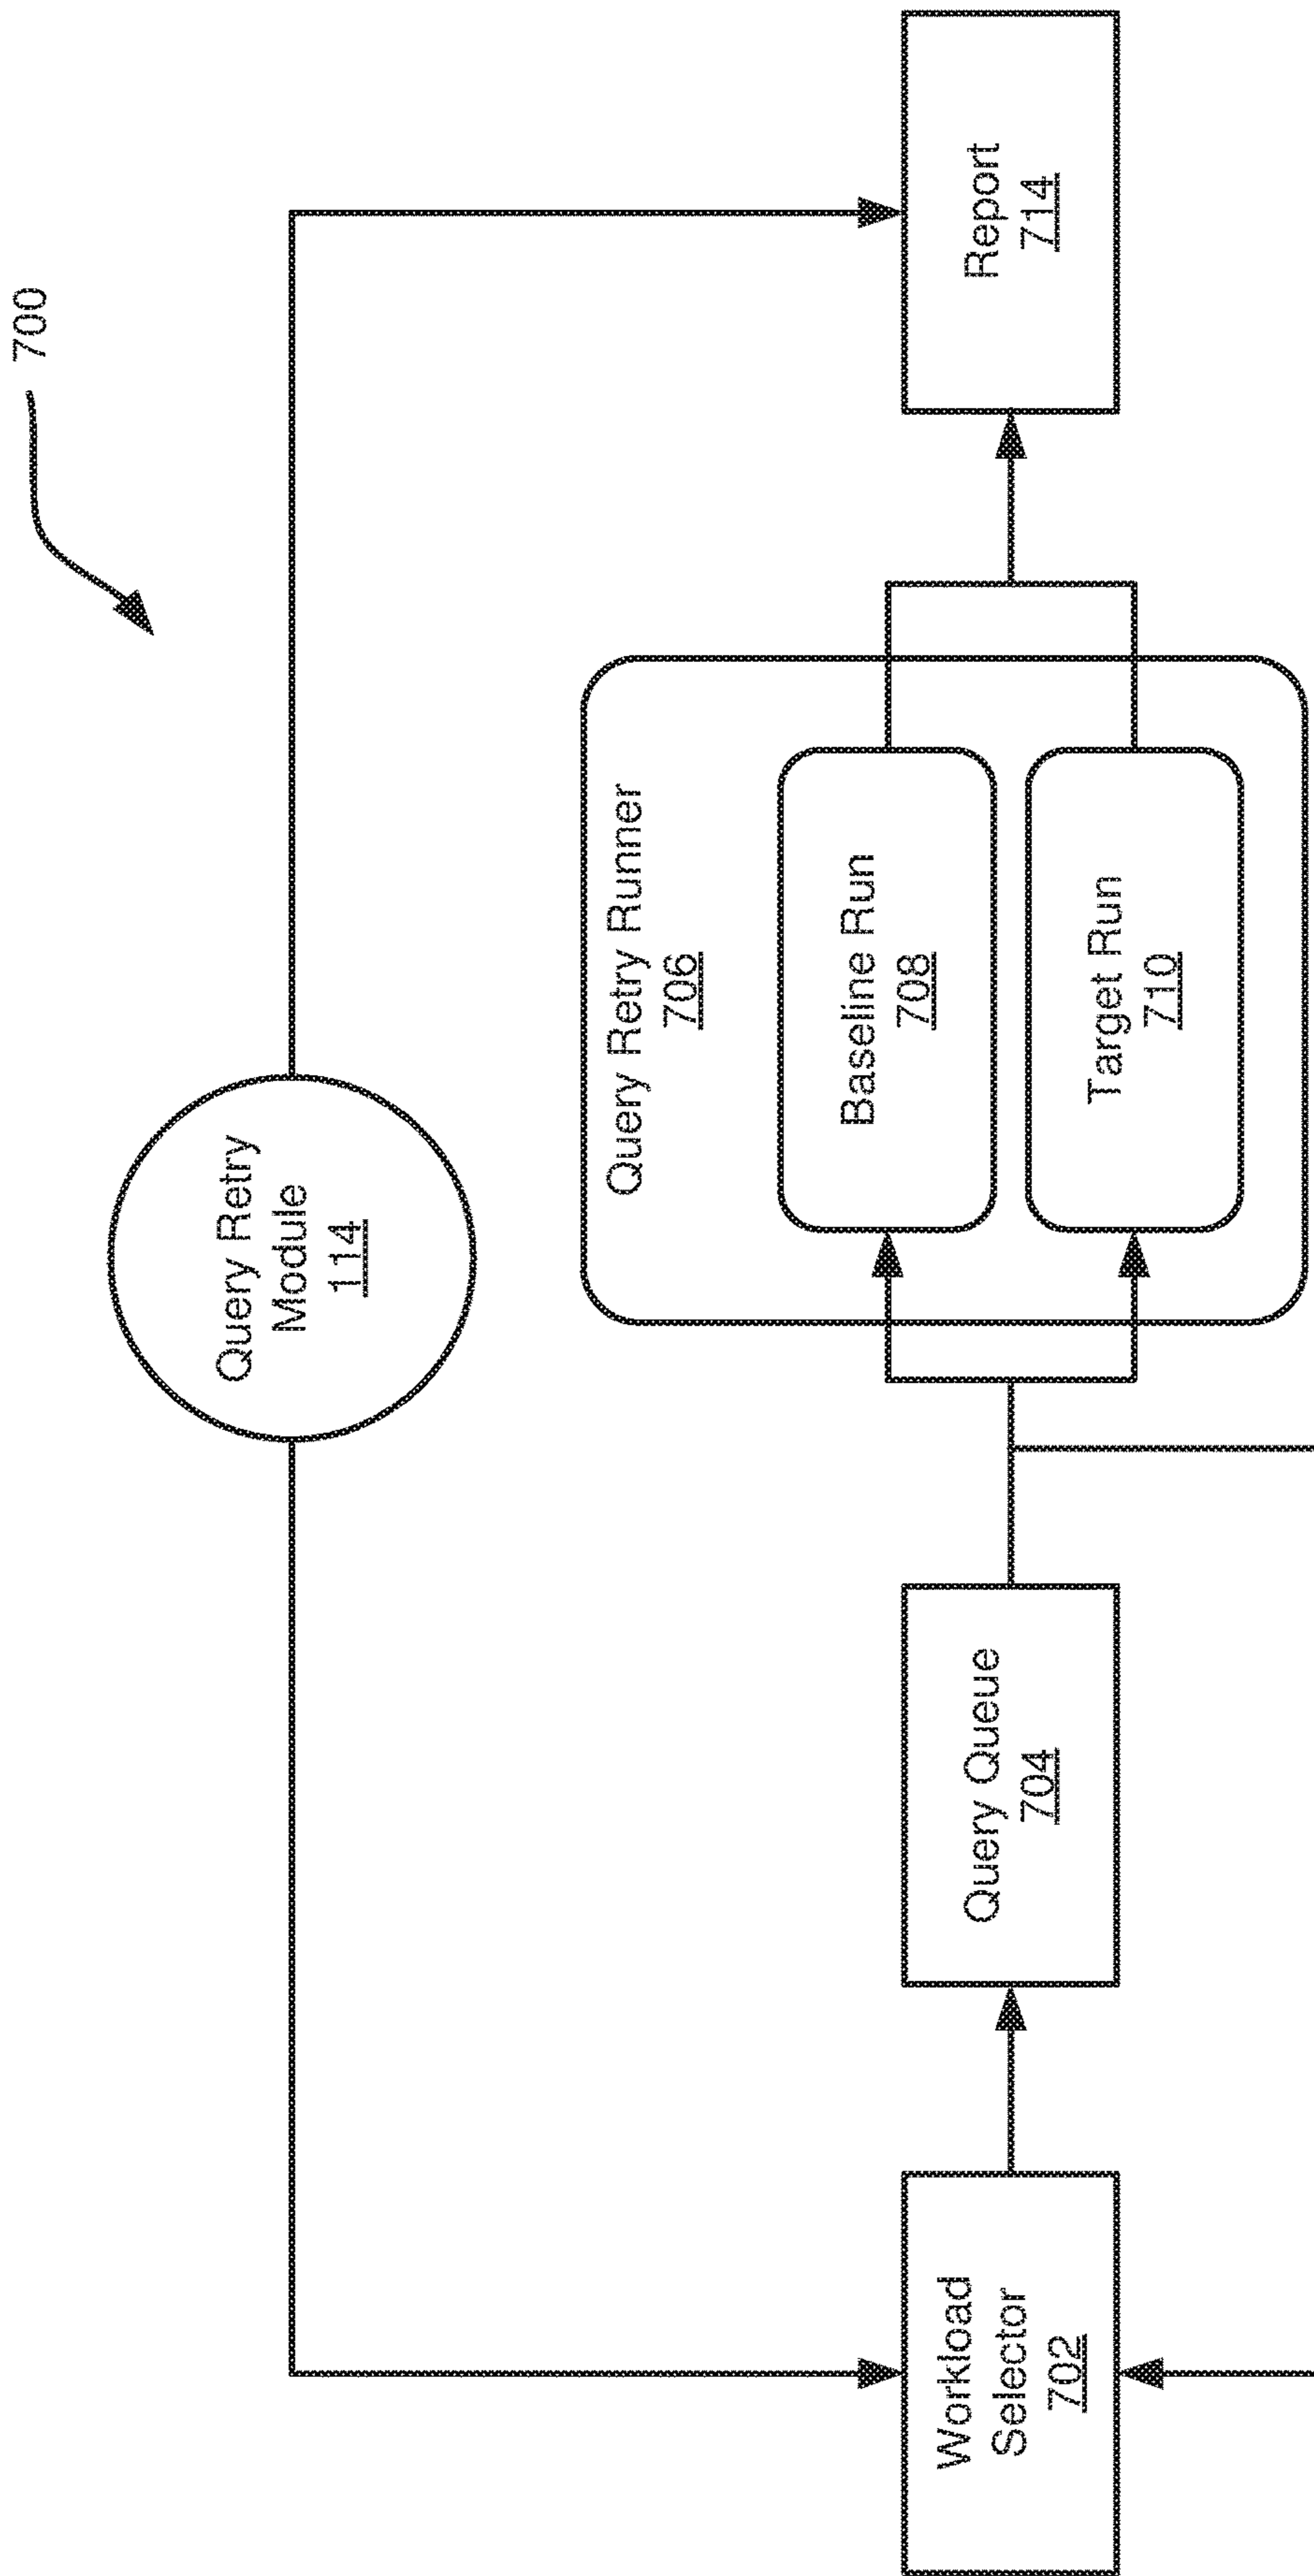 700
Query Retry
Module
114
Workload
Selector
702
Query Queue
704
Query Retry Runner
706
Baseline Run
708
Target Run
710
Report
714